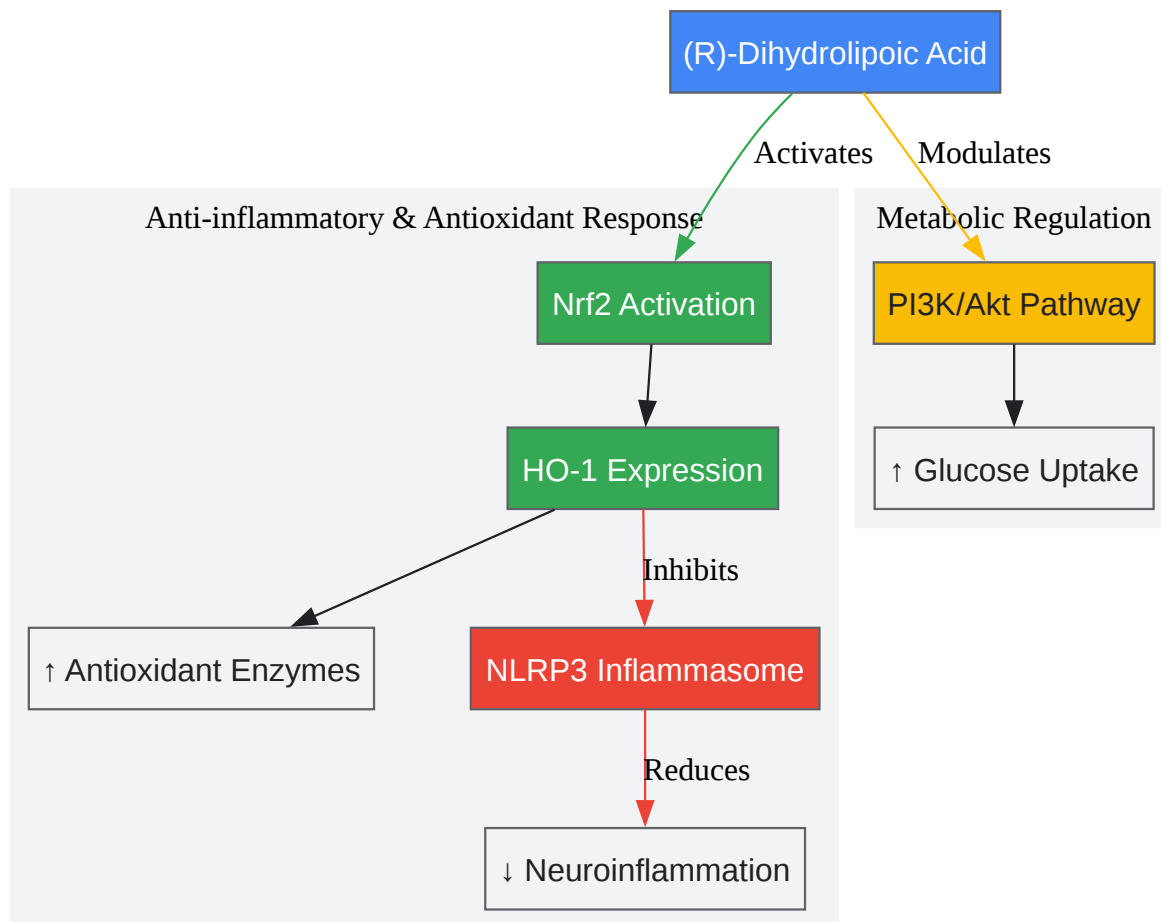 (R)-Dihydrolipoic Acid
Activates
Modulates
Anti-inflammatory & Antioxidant Response
Metabolic Regulation
Nrf2 Activation
PI3K/Akt Pathway
HO-1 Expression
↑ Glucose Uptake
Inhibits
↑ Antioxidant Enzymes
NLRP3 Inflammasome
Reduces
↓ Neuroinflammation